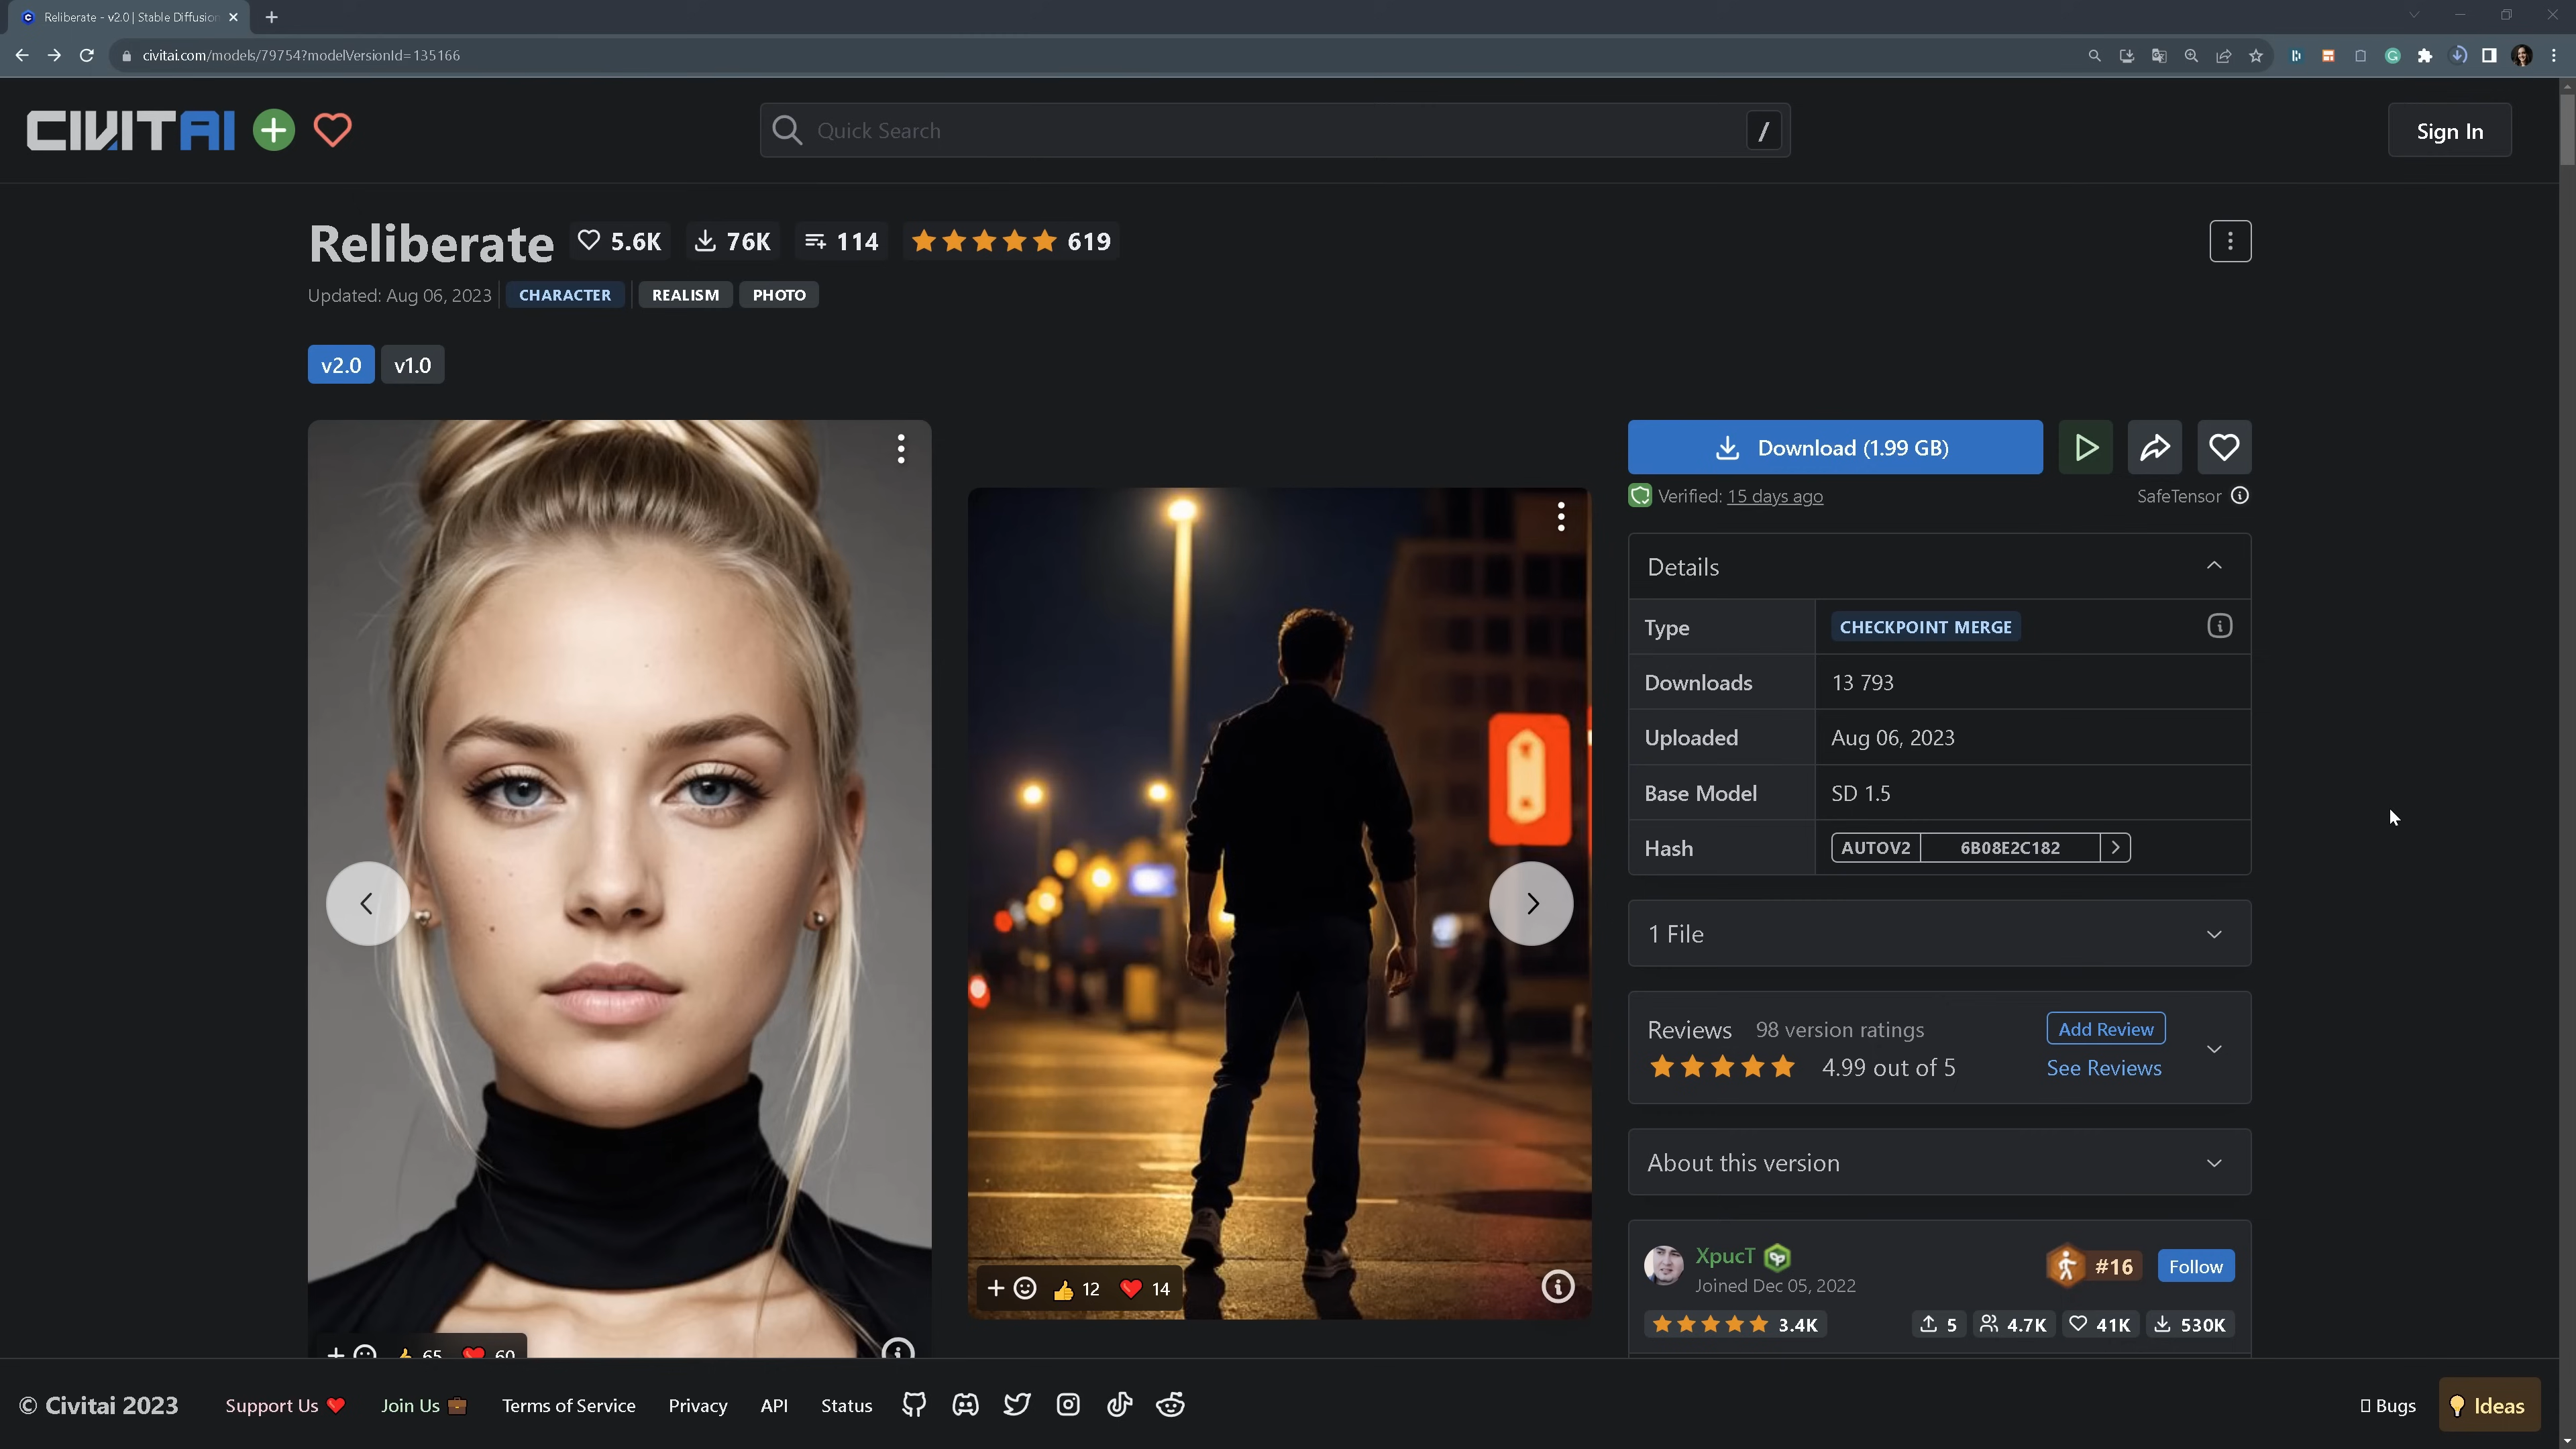 Reliberate - v2.0 | Stable Diffusion
civitai.com/models/79754?modelVersionId=135166
CIVITAI
Quick Search
/
Sign In
Reliberate 5.6K 76K 114 619
Updated: Aug 06, 2023 CHARACTER REALISM PHOTO
v2.0 v1.0
Download (1.99 GB)
Verified: 15 days ago
SafeTensor
Details
Type CHECKPOINT MERGE
Downloads 13 793
Uploaded Aug 06, 2023
Base Model SD 1.5
Hash AUTOV2 6B08E2C182
1 File
Reviews 98 version ratings
Add Review
4.99 out of 5
See Reviews
About this version
XpucT
Joined Dec 05, 2022
#16
Follow
3.4K 5 4.7K 41K 530K
12 14
65 60
© Civitai 2023 Support Us Join Us Terms of Service Privacy API Status
Bugs
Ideas